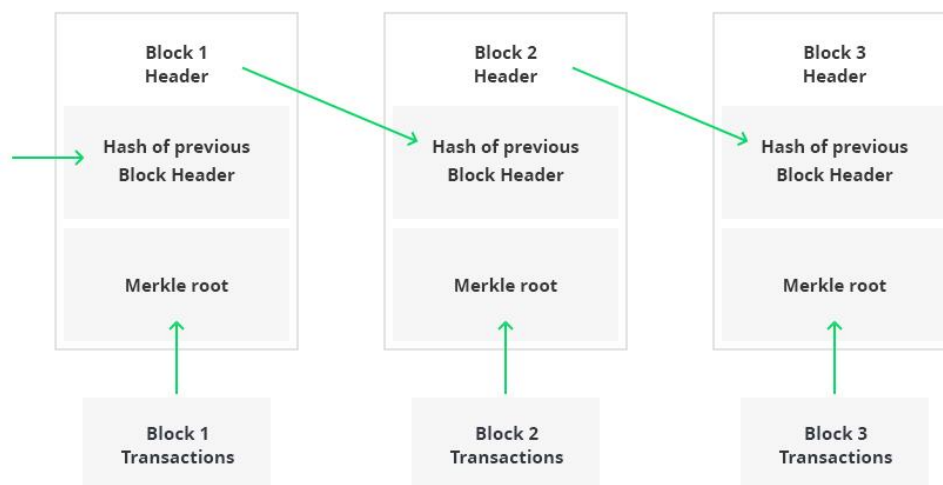 Block 1
Header
Hash of previous
Block Header
Merkle root
Block 1
Transactions
Block 2
Header
Hash of previous
Block Header
Merkle root
Block 2
Transactions
Block 3
Header
Hash of previous
Block Header
Merkle root
Block 3
Transactions